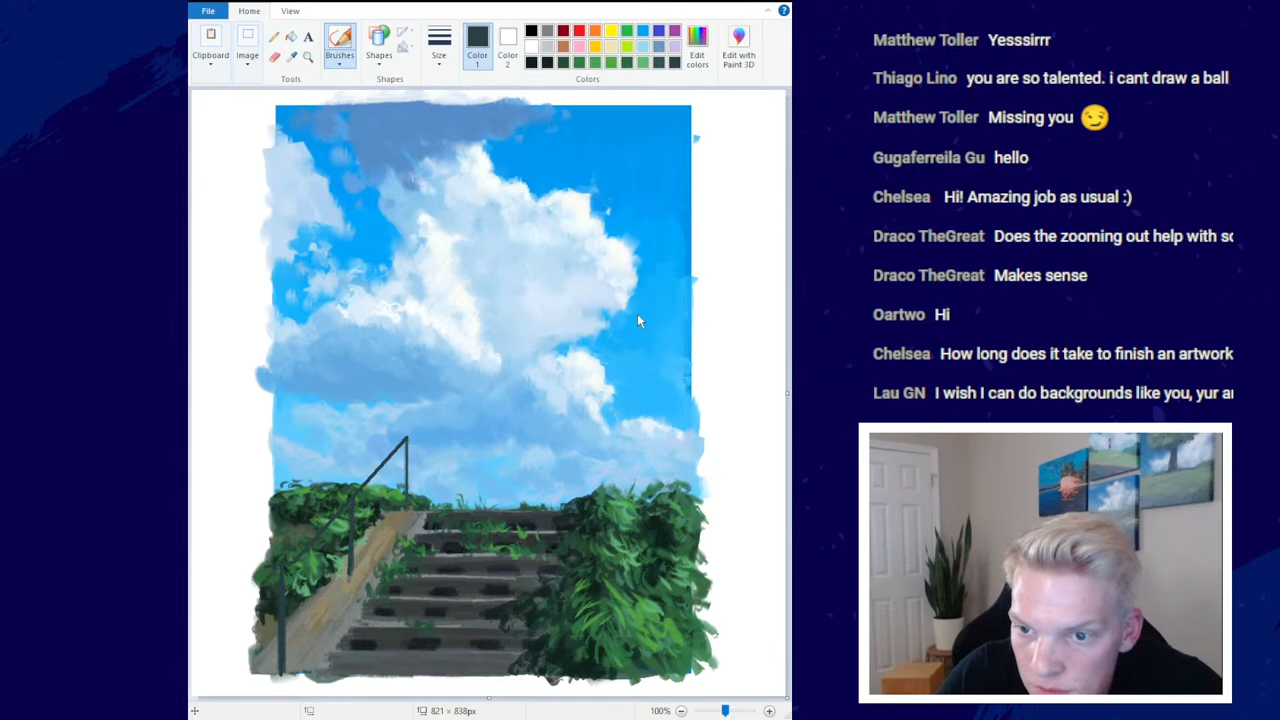 File Home View
Clipboard
Image
Tools
Brushes
Shapes
Shapes
Size
Color 1
Color 2
Edit colors
Colors
Edit with Paint 3D
821 × 838px
100%
Matthew Toller Yesssirrr
Thiago Lino you are so talented. i cant draw a ball
Matthew Toller Missing you 😏
Gugaferreila Gu hello
Chelsea Hi! Amazing job as usual :)
Draco TheGreat Does the zooming out help with sc
Draco TheGreat Makes sense
Oartwo Hi
Chelsea How long does it take to finish an artwork
Lau GN I wish I can do backgrounds like you, yur ar